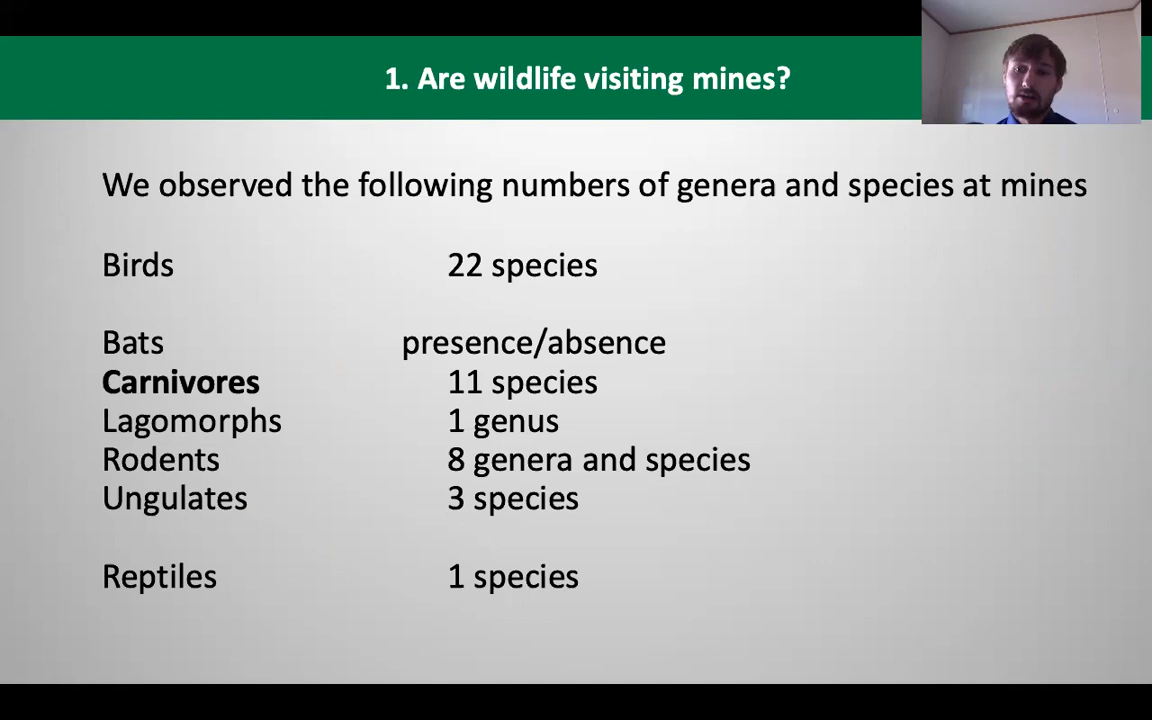 1. Are wildlife visiting mines?
We observed the following numbers of genera and species at mines
Birds 22 species
Bats presence/absence
Carnivores 11 species
Lagomorphs 1 genus
Rodents 8 genera and species
Ungulates 3 species
Reptiles 1 species